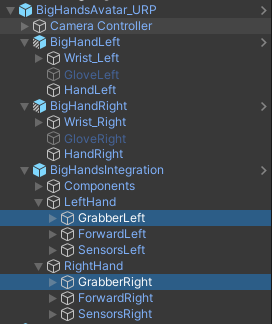 BigHandsAvatar_URP
Camera Controller
BigHandLeft
Wrist_Left
GloveLeft
HandLeft
BigHandRight
Wrist_Right
GloveRight
HandRight
BigHandsIntegration
Components
LeftHand
GrabberLeft
ForwardLeft
SensorsLeft
RightHand
GrabberRight
ForwardRight
SensorsRight